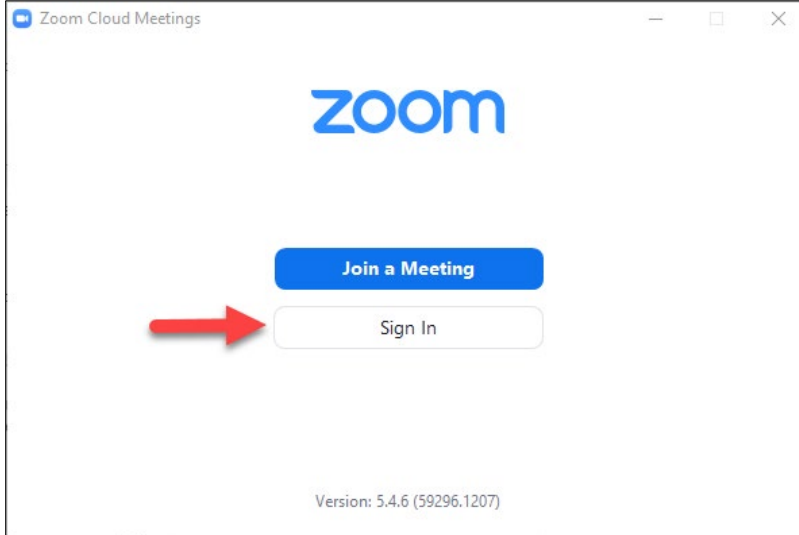 Zoom Cloud Meetings
zoom
Join a Meeting
Sign In
Version: 5.4.6 (59296.1207)